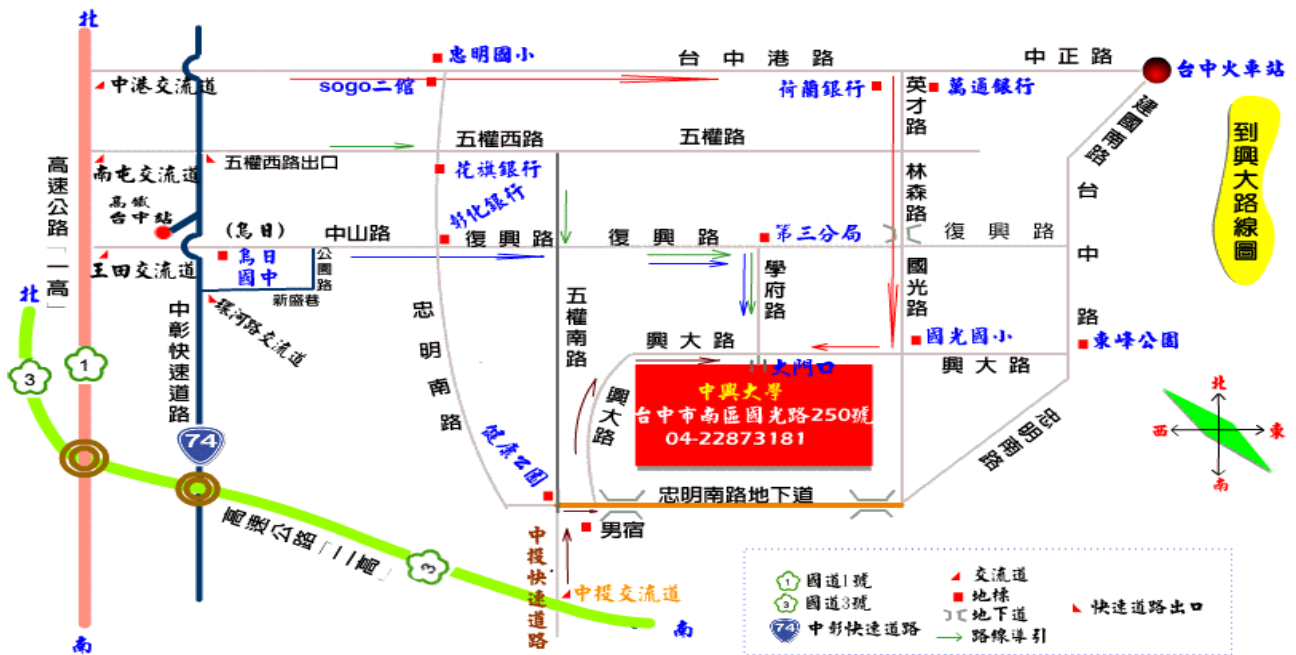 北
忠明國小
台中港路
中正路
台中火車站
中港交流道
sogo二館
荷蘭銀行
英才路
萬通銀行
建國南路
到興大路線圖
五權西路
五權路
高速公路「一高」
南屯交流道
五權西路出口
花旗銀行
林森路
高鐵
台中站
彰化銀行
台中路
(烏日)
中山路
復興路
復興路
第三分局
復興路
王田交流道
烏日
國中
公園路
學府路
國光路
新盛巷
北
中彰快速道路
環河路交流道
忠明南路
五權南路
興大路
國光國小
東峰公園
1
3
大門口
興大路
北
中興大學
台中市南區國光路250號
04-22873181
興大路
忠明南路
西
東
南
74
健康公園
忠明南路地下道
高速公路「二高」
男宿
3
中投快速道路
中投交流道
南
南
1
國道1號
交流道
3
國道3號
地標
快速道路出口
地下道
74
中彰快速道路
路線導引